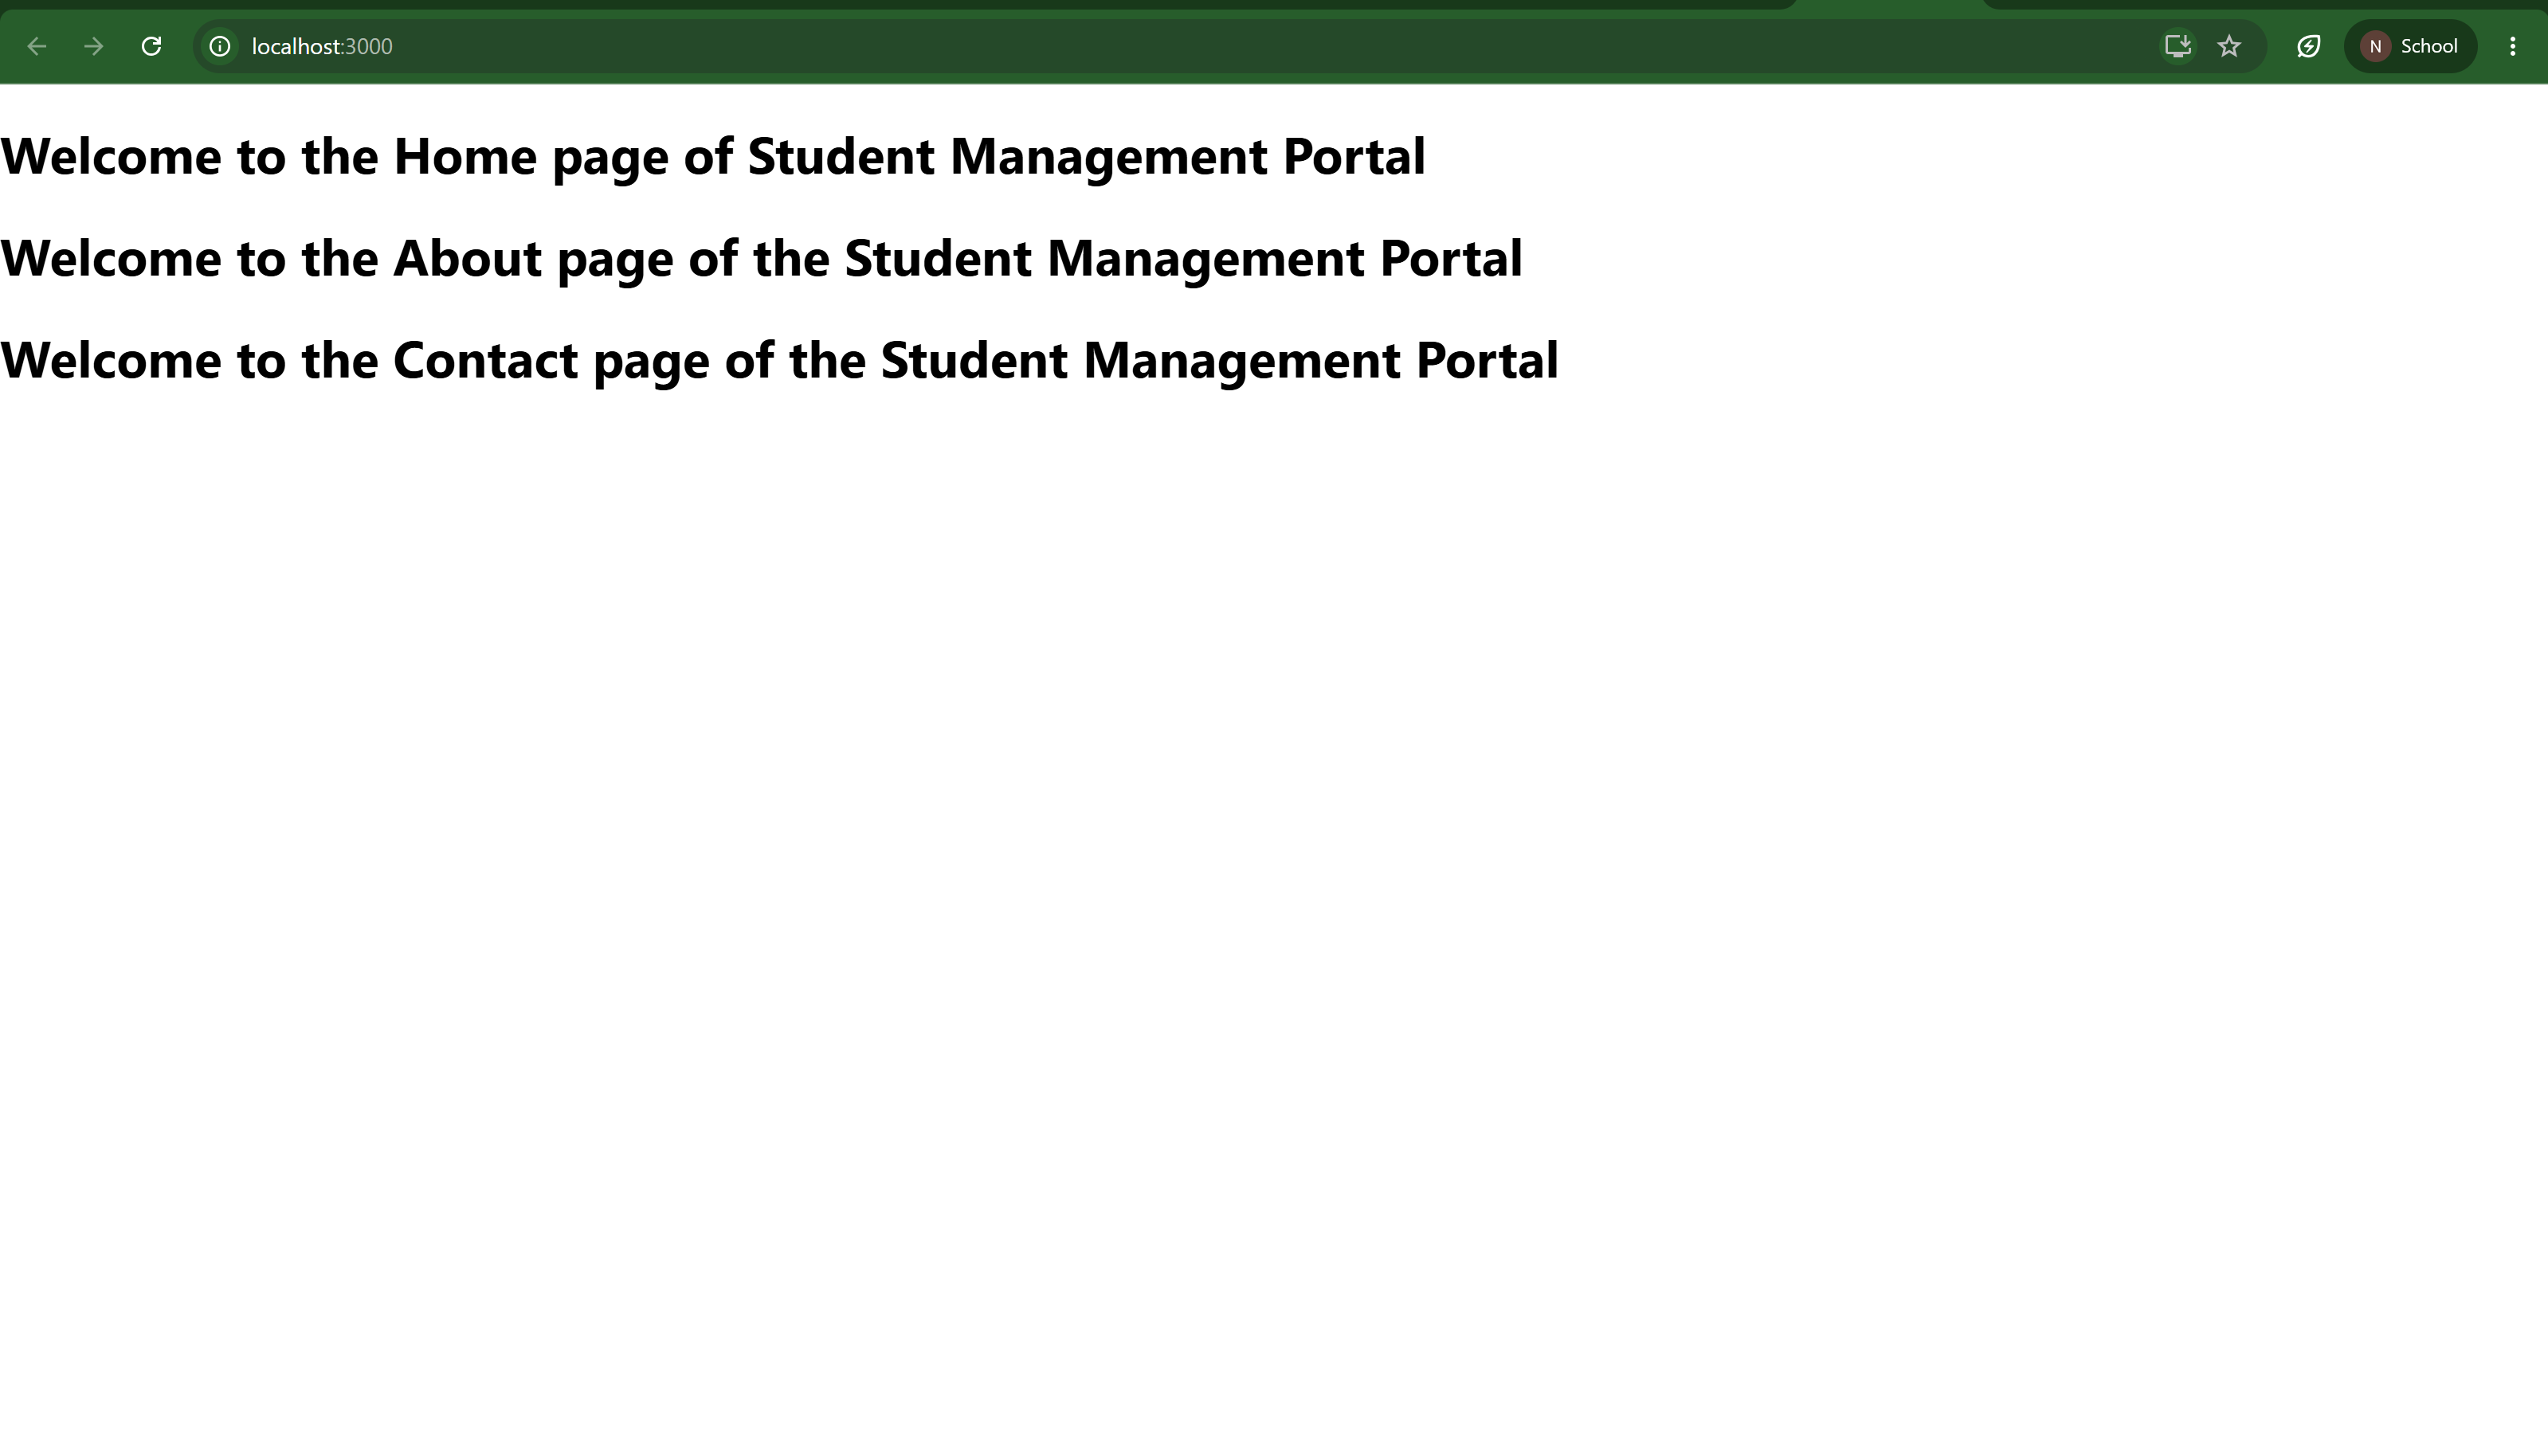 localhost:3000
N School
Welcome to the Home page of Student Management Portal
Welcome to the About page of the Student Management Portal
Welcome to the Contact page of the Student Management Portal